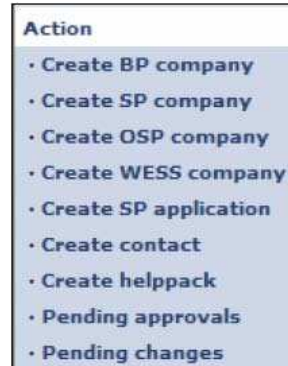 Action
· Create BP company
· Create SP company
· Create OSP company
· Create WESS company
· Create SP application
· Create contact
· Create helppack
· Pending approvals
· Pending changes